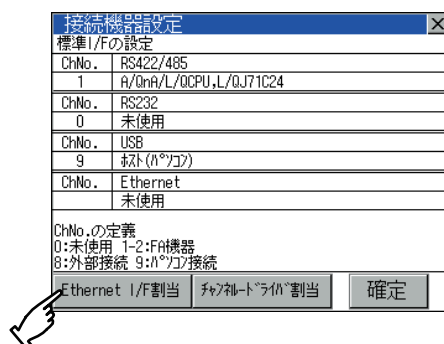 接続機器設定 ×
標準I/Fの設定
ChNo. RS422/485
1 A/QnA/L/QCPU,L/QJ71C24
ChNo. RS232
0 未使用
ChNo. USB
9 ﾎｽﾄ(ﾊﾟｿｺﾝ)
ChNo. Ethernet
未使用
ChNo.の定義
0:未使用 1-2:FA機器
8:外部接続 9:ﾊﾟｿｺﾝ接続
Ethernet I/F割当 ﾁｬﾝﾈﾙ-ﾄﾞﾗｲﾊﾞ割当 確定